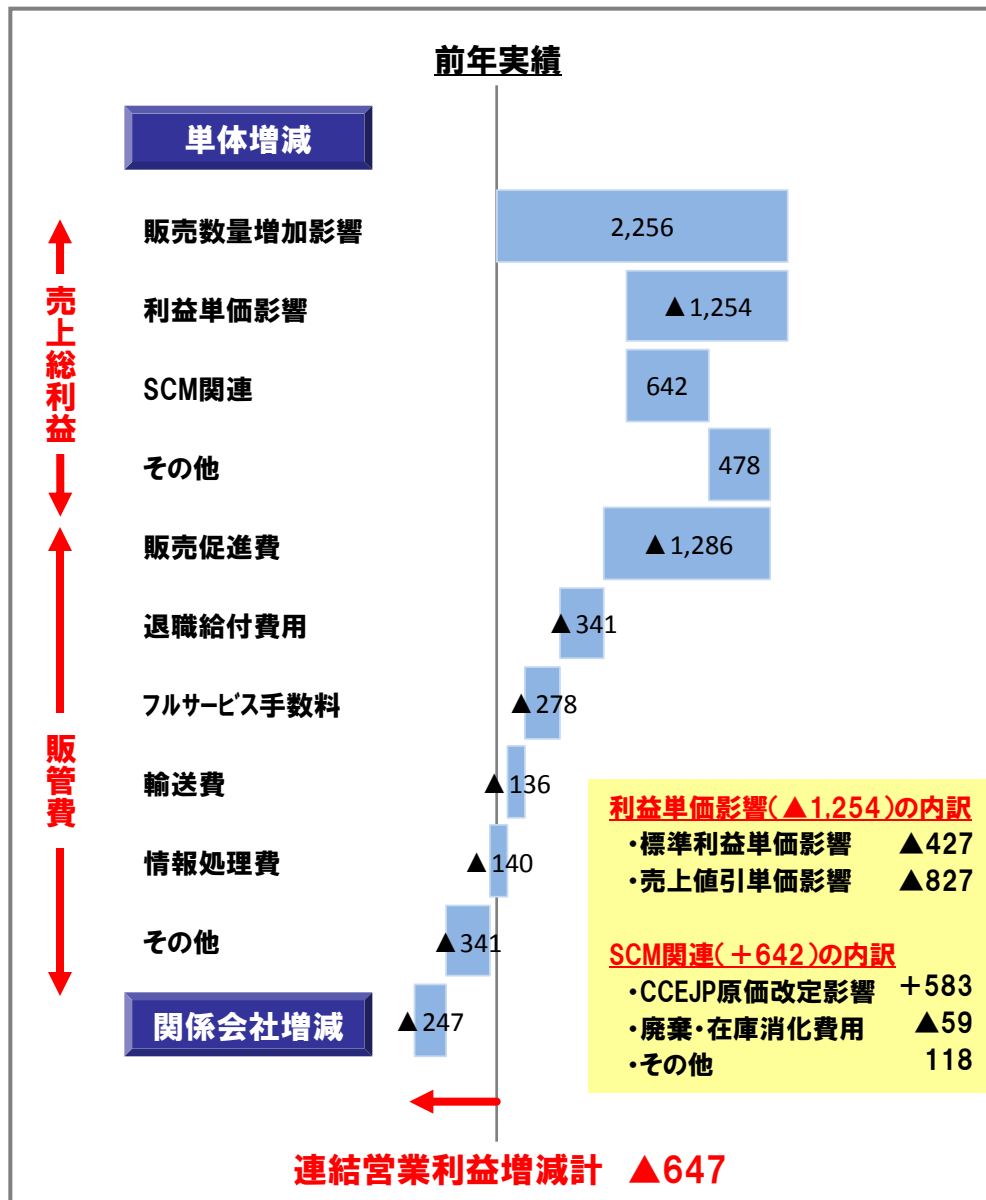 前年実績
単体増減
販売数量増加影響 2,256
利益単価影響 ▲1,254
SCM関連 642
その他 478
販売促進費 ▲1,286
退職給付費用 ▲341
フルサービス手数料 ▲278
輸送費 ▲136
情報処理費 ▲140
その他 ▲341
関係会社増減 ▲247
売上総利益
販管費
利益単価影響(▲1,254)の内訳
・標準利益単価影響 ▲427
・売上値引単価影響 ▲827
SCM関連(+642)の内訳
・CCEJP原価改定影響 +583
・廃棄・在庫消化費用 ▲59
・その他 118
連結営業利益増減計 ▲647